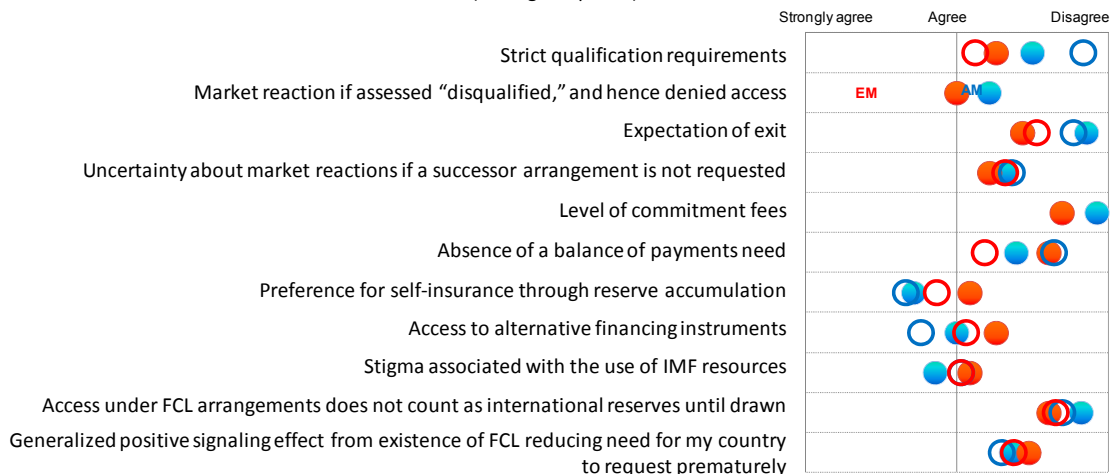 Strongly agree Agree Disagree
Strict qualification requirements
Market reaction if assessed “disqualified,” and hence denied access
EM AM
Expectation of exit
Uncertainty about market reactions if a successor arrangement is not requested
Level of commitment fees
Absence of a balance of payments need
Preference for self-insurance through reserve accumulation
Access to alternative financing instruments
Stigma associated with the use of IMF resources
Access under FCL arrangements does not count as international reserves until drawn
Generalized positive signaling effect from existence of FCL reducing need for my country
to request prematurely